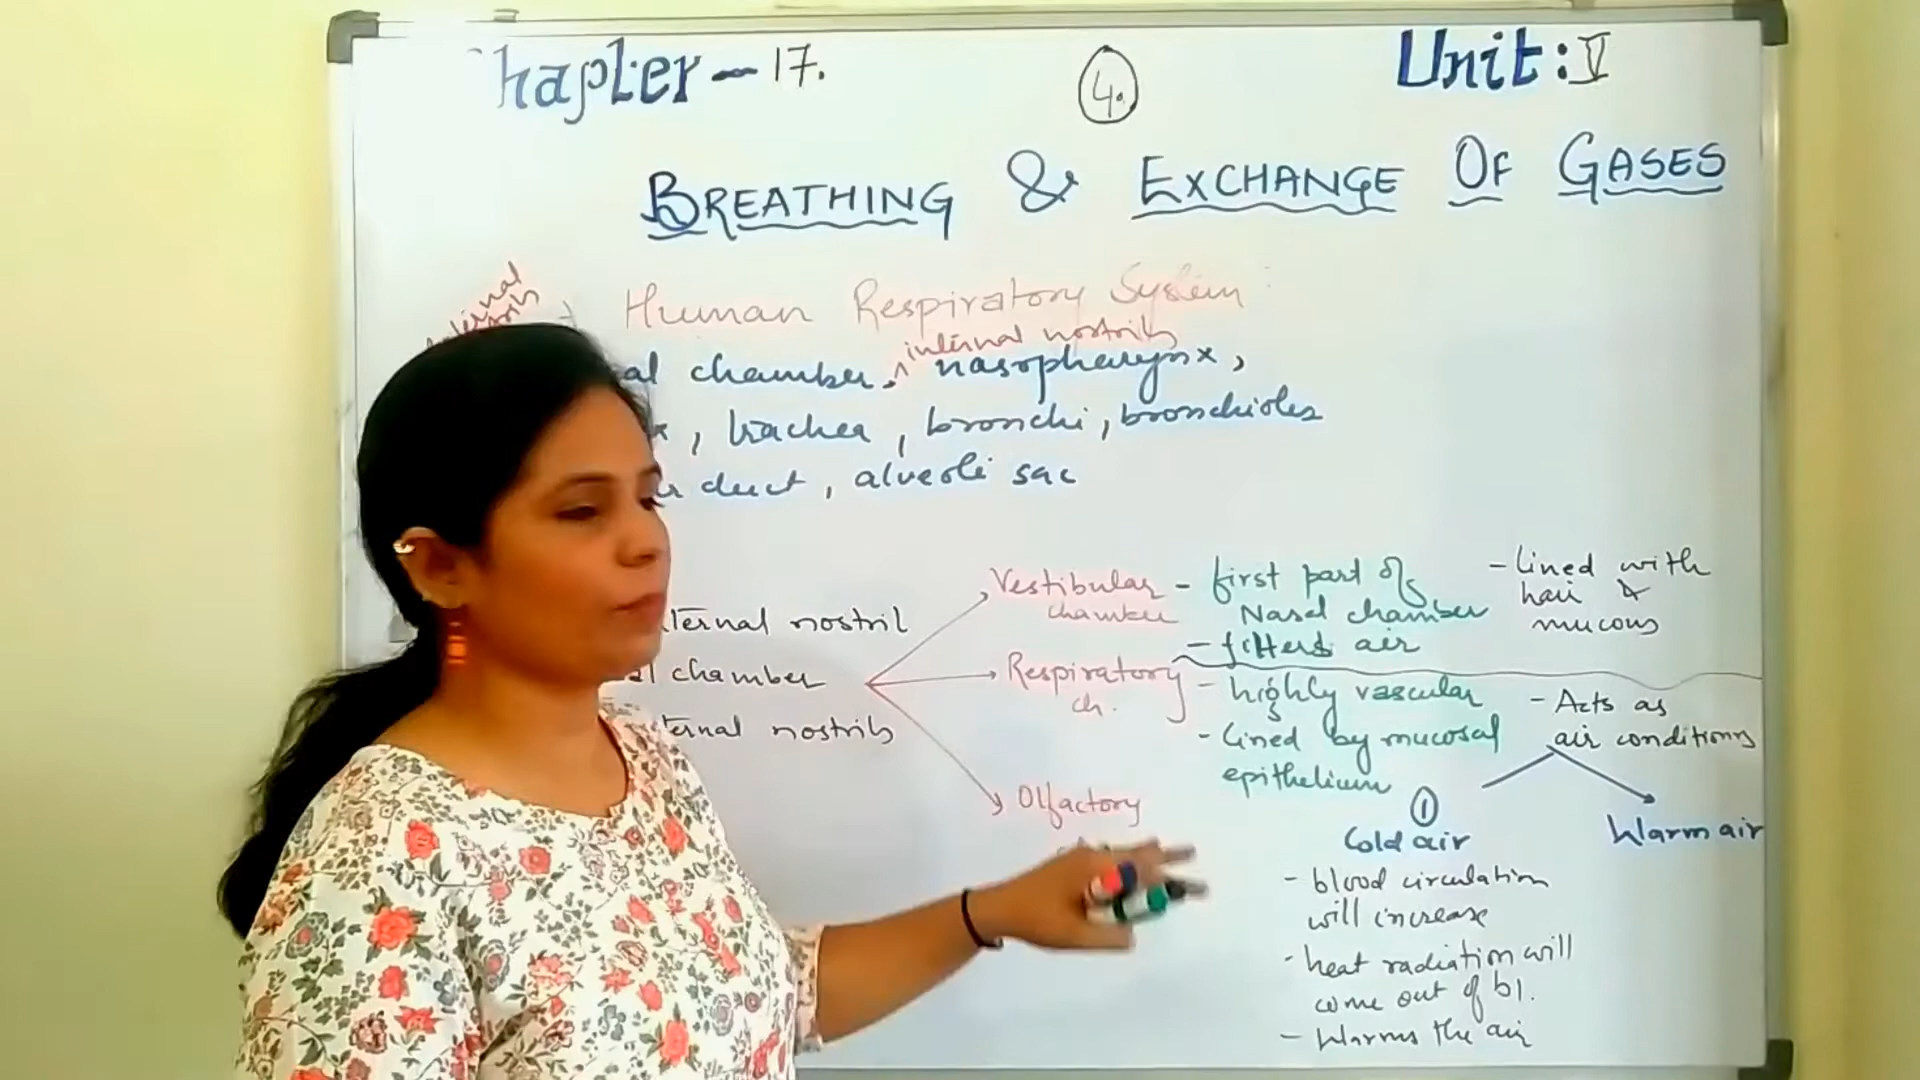 hapter - 17.
4.
Unit: V
BREATHING & EXCHANGE OF GASES
Human Respiratory System:
internal nostrils
al chamber, ^ nasopharynx,
x, trachea, bronchi, bronchioles
duct, alveoli sac
ternal nostril
al chamber
ternal nostrils
Vestibular
chamber
- first part of
Nasal chamber
- filters air
- lined with
hair &
mucous
Respiratory
ch.
- highly vascular
- Lined by mucosal
epithelium
- Acts as
air conditions
Olfactory
①
Cold air
- blood circulation
will increase
- heat radiation will
come out of bl.
- Warms the air
Warm air